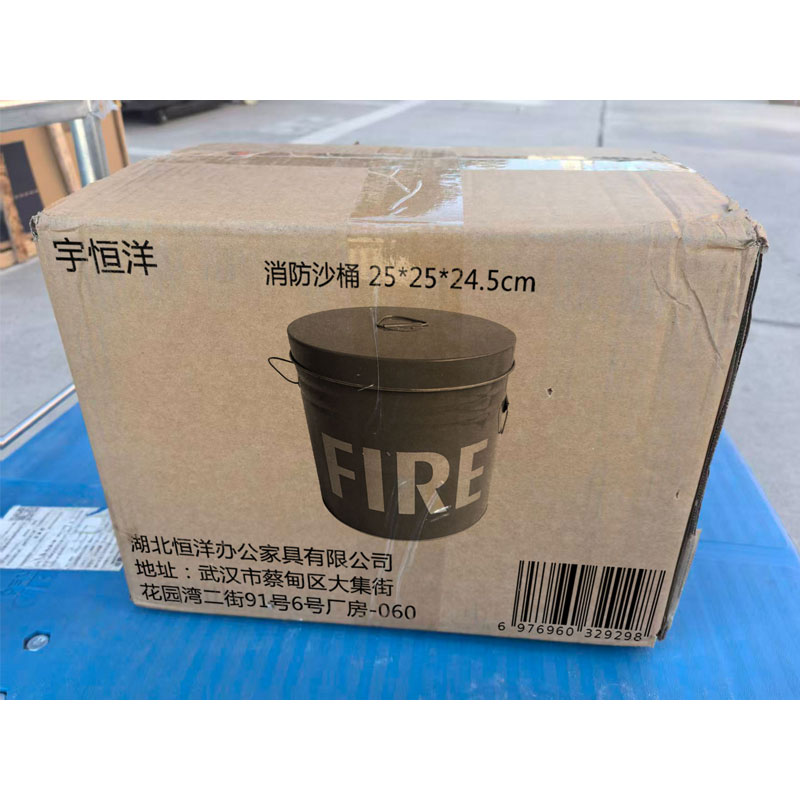 宇恒洋
消防沙桶 25*25*24.5cm
FIRE
湖北恒洋办公家具有限公司
地址：武汉市蔡甸区大集街
花园湾二街91号6号厂房-060
6 976960 329298